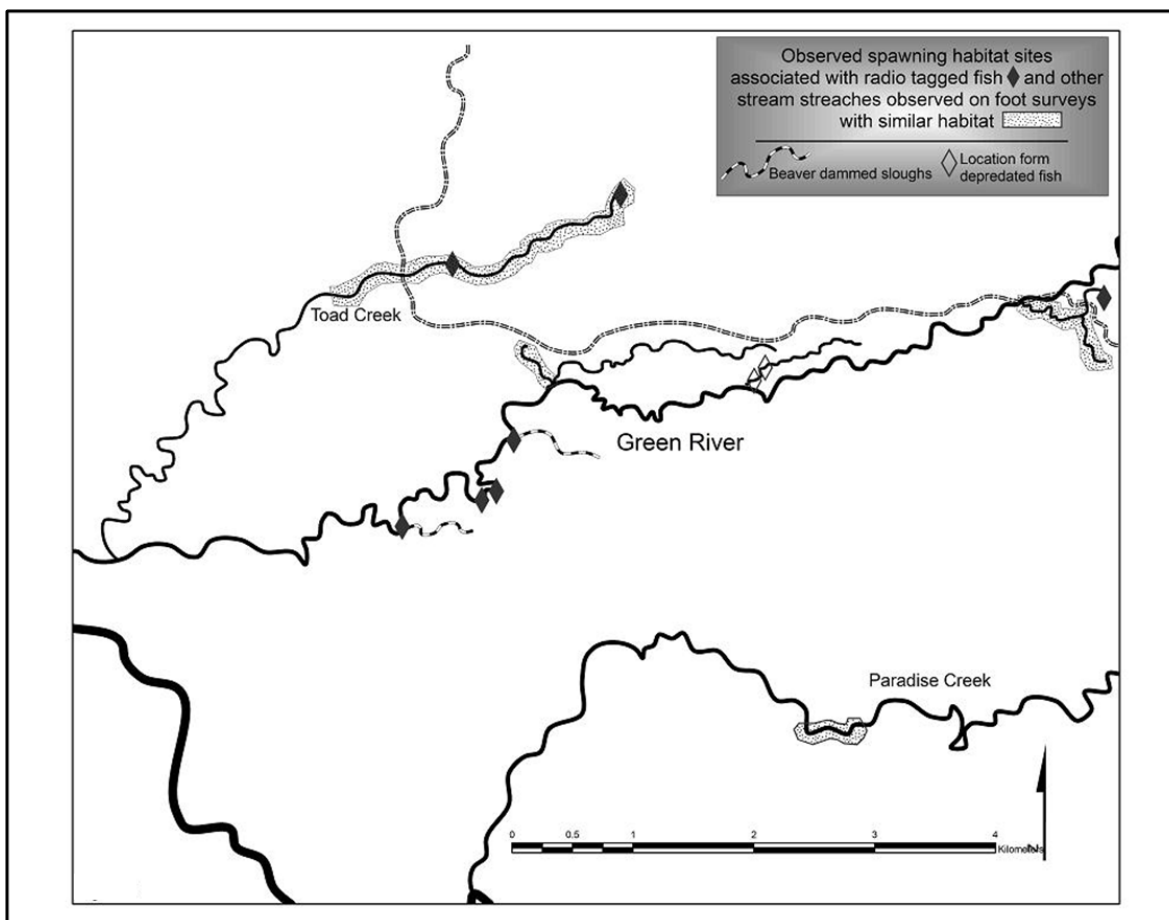 Observed spawning habitat sites
associated with radio tagged fish and other
stream streaches observed on foot surveys
with similar habitat
Beaver dammed sloughs
Location form
depredated fish
Toad Creek
Green River
Paradise Creek
0 0.5 1 2 3 4
Kilometers
N